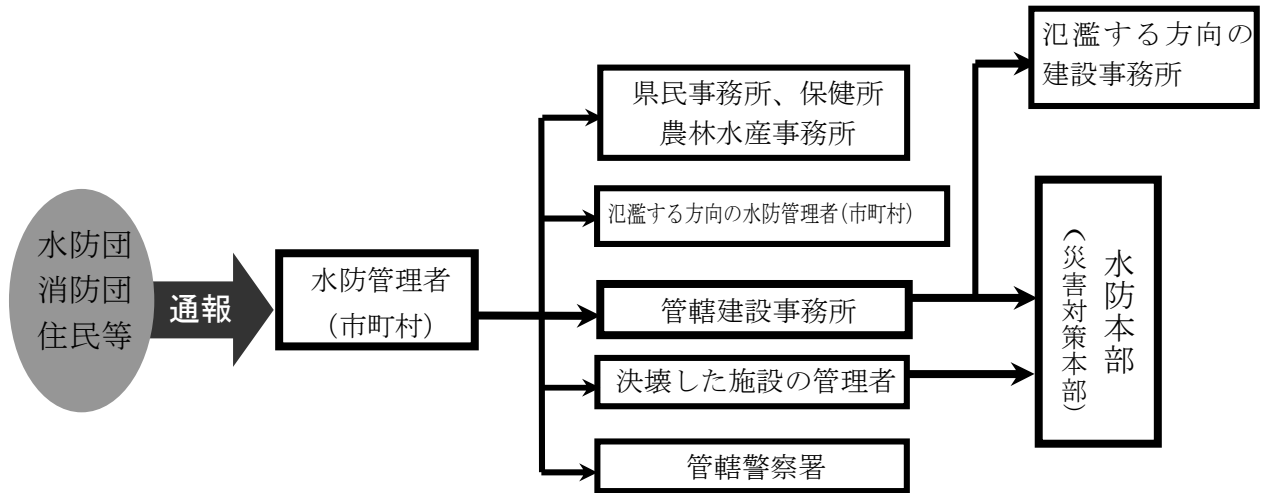 水防団
消防団
住民等
通報
水防管理者
(市町村)
県民事務所、保健所
農林水産事務所
氾濫する方向の水防管理者(市町村)
管轄建設事務所
決壊した施設の管理者
管轄警察署
氾濫する方向の
建設事務所
水防本部
(災害対策本部)